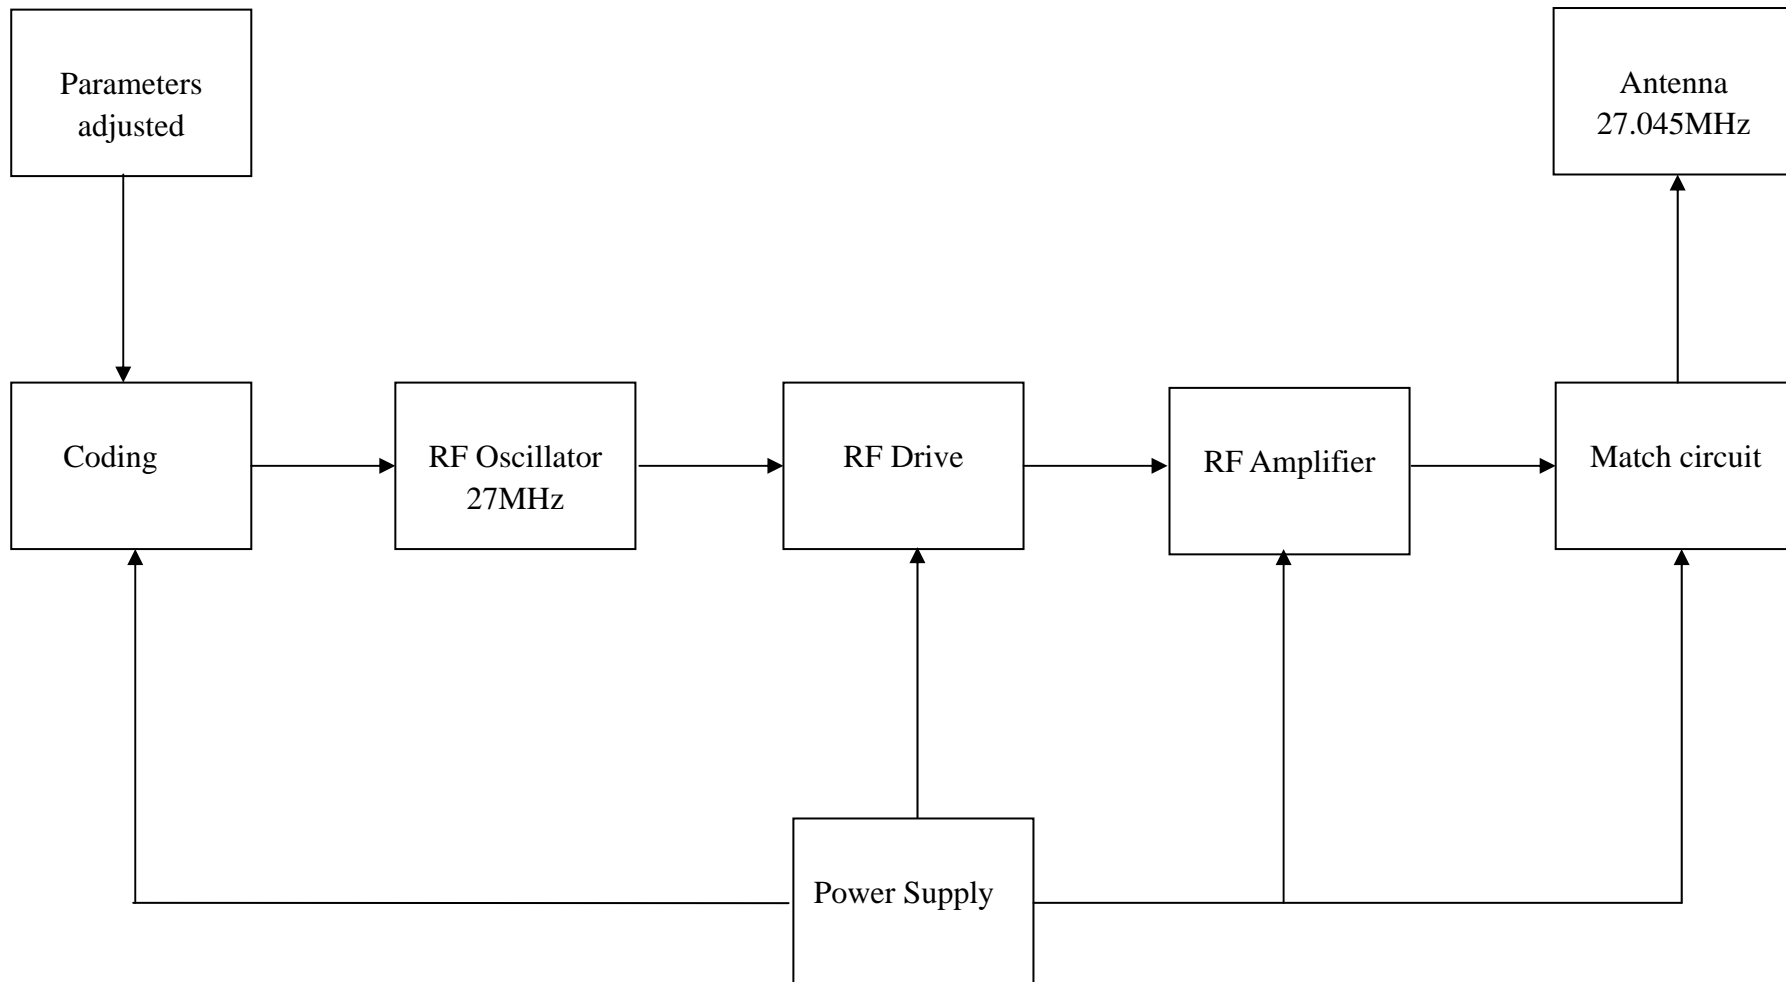 Parameters
adjusted
Antenna
27.045MHz
Coding
RF Oscillator
27MHz
RF Drive
RF Amplifier
Match circuit
Power Supply